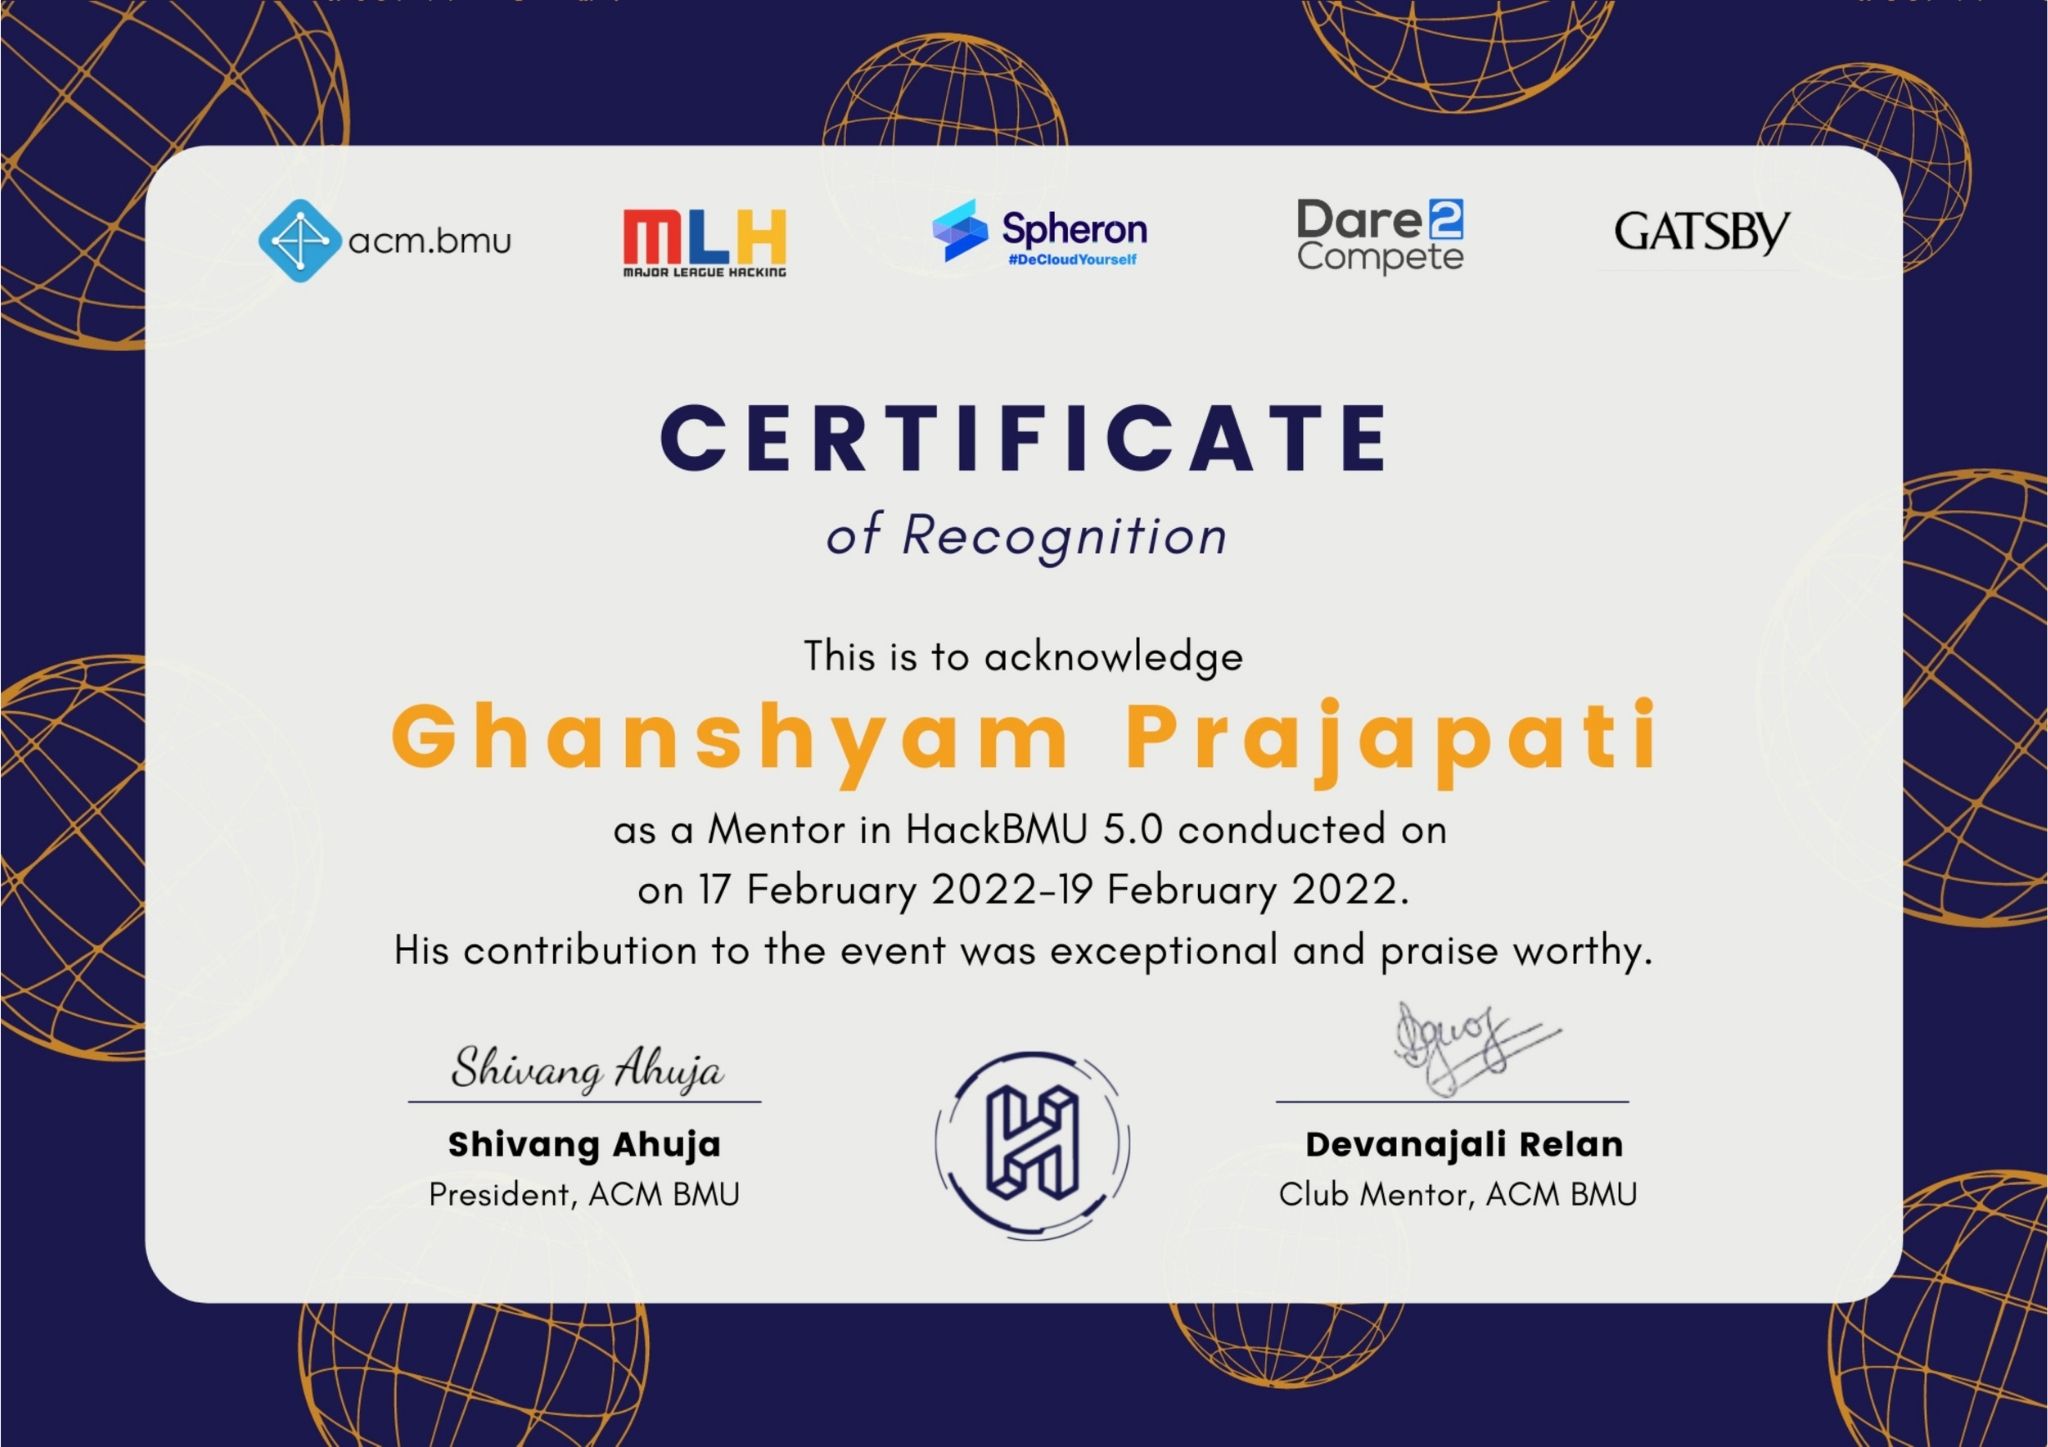 acm.bmu
MLH
MAJOR LEAGUE HACKING
Spheron
#DeCloudYourself
Dare2
Compete
GATSBY
CERTIFICATE
of Recognition
This is to acknowledge
Ghanshyam Prajapati
as a Mentor in HackBMU 5.0 conducted on
on 17 February 2022-19 February 2022.
His contribution to the event was exceptional and praise worthy.
Shivang Ahuja
Shivang Ahuja
President, ACM BMU
H
Devanajali Relan
Club Mentor, ACM BMU